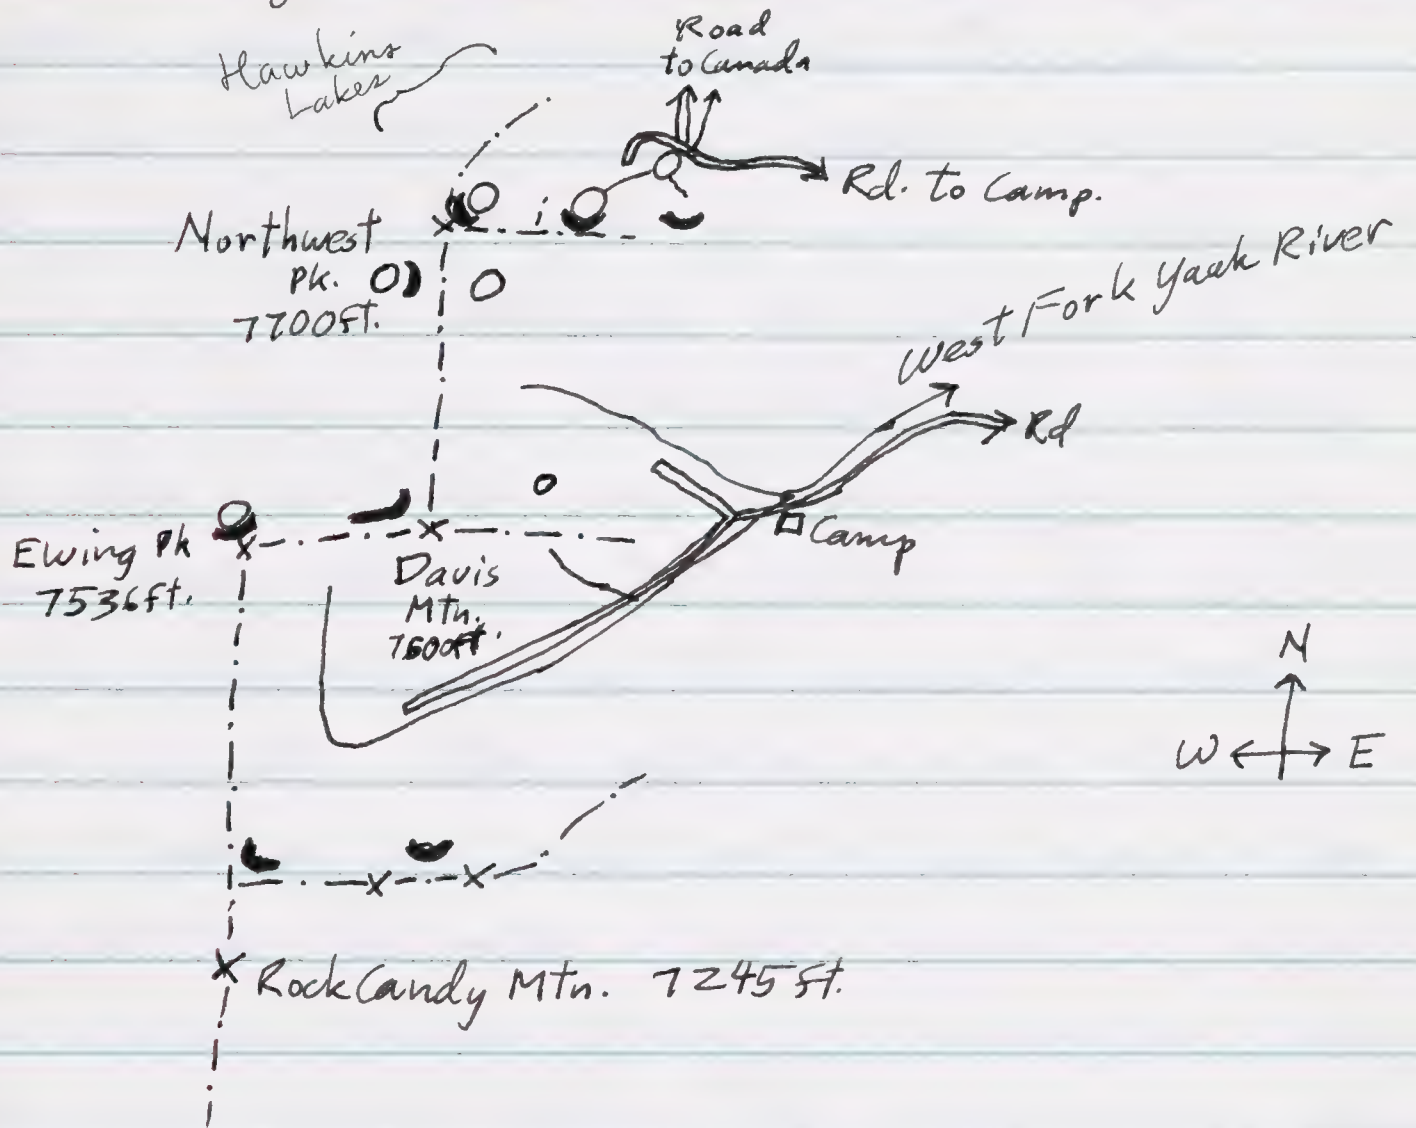 Hawkins
Lakes
Road
to Canada
Rd. to Camp.
Northwest
Pk.
7700ft.
West Fork Yaak River
Rd
Camp
Ewing Pk
7536ft.
Davis
Mtn.
7600ft.
N
W E
Rock Candy Mtn. 7245 ft.